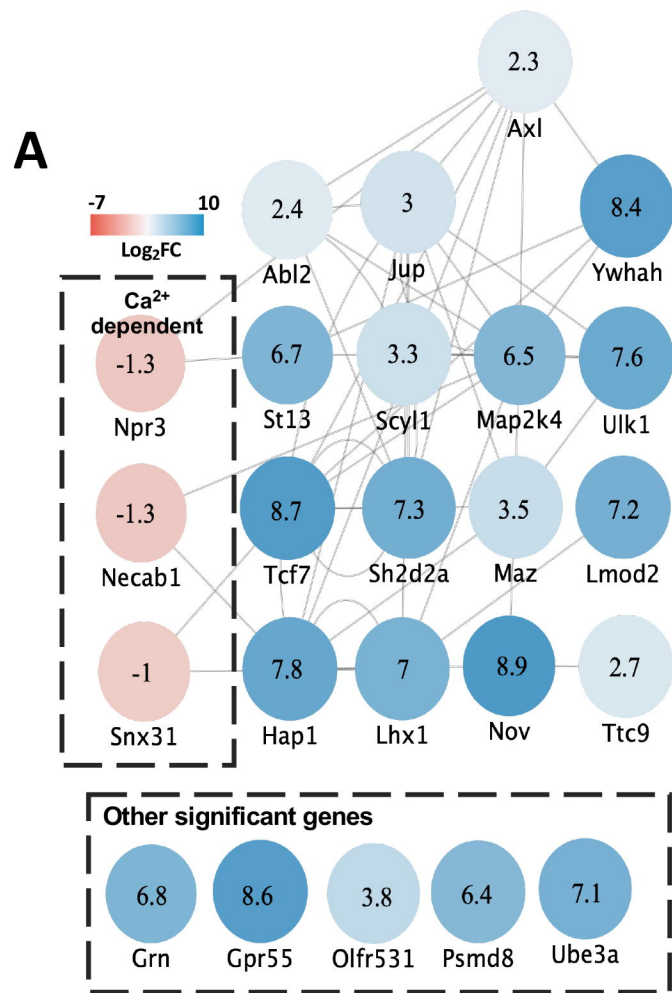 2.3
Axl
A
-7 10
Log₂FC
2.4 3 8.4
Abl2 Jup Ywhah
Ca²⁺
dependent
-1.3 6.7 3.3 6.5 7.6
Npr3 St13 Scyl1 Map2k4 Ulk1
-1.3 8.7 7.3 3.5 7.2
Necab1 Tcf7 Sh2d2a Maz Lmod2
-1 7.8 7 8.9 2.7
Snx31 Hap1 Lhx1 Nov Ttc9
Other significant genes
6.8 8.6 3.8 6.4 7.1
Grn Gpr55 Olfr531 Psmd8 Ube3a